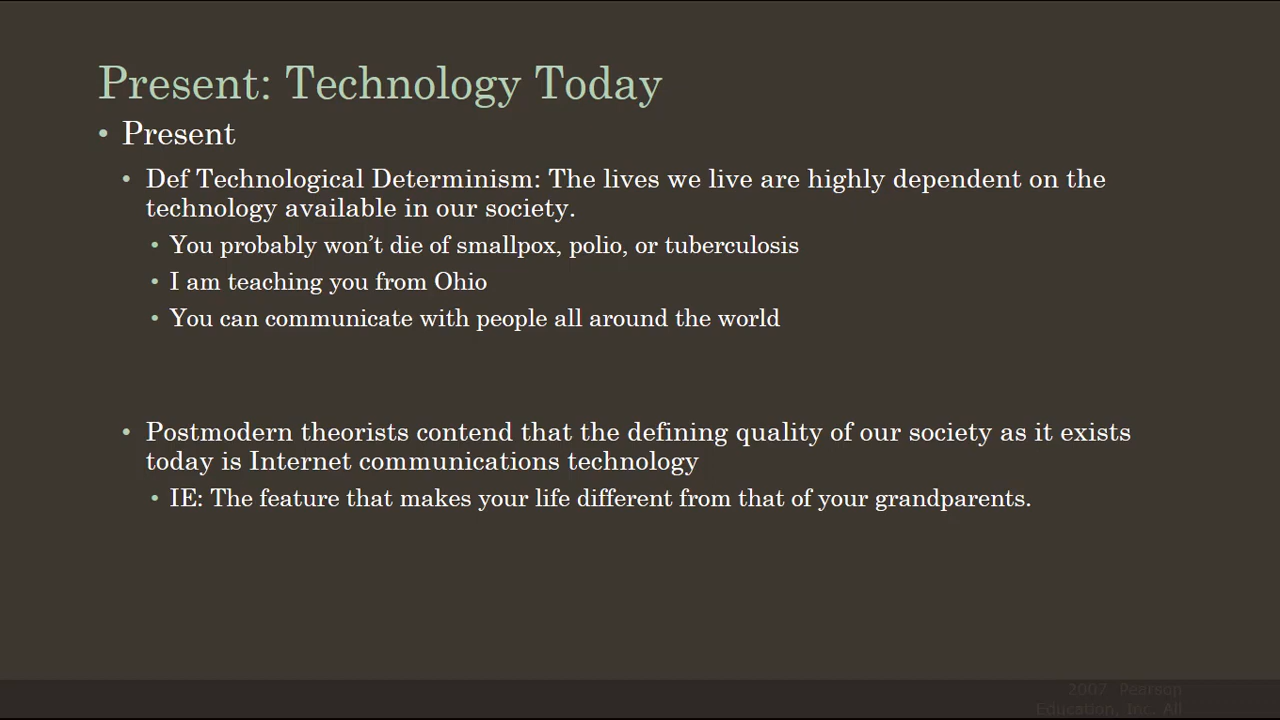 Present: Technology Today
• Present
• Def Technological Determinism: The lives we live are highly dependent on the
technology available in our society.
• You probably won’t die of smallpox, polio, or tuberculosis
• I am teaching you from Ohio
• You can communicate with people all around the world
• Postmodern theorists contend that the defining quality of our society as it exists
today is Internet communications technology
• IE: The feature that makes your life different from that of your grandparents.
2007 Pearson
Education, Inc. All